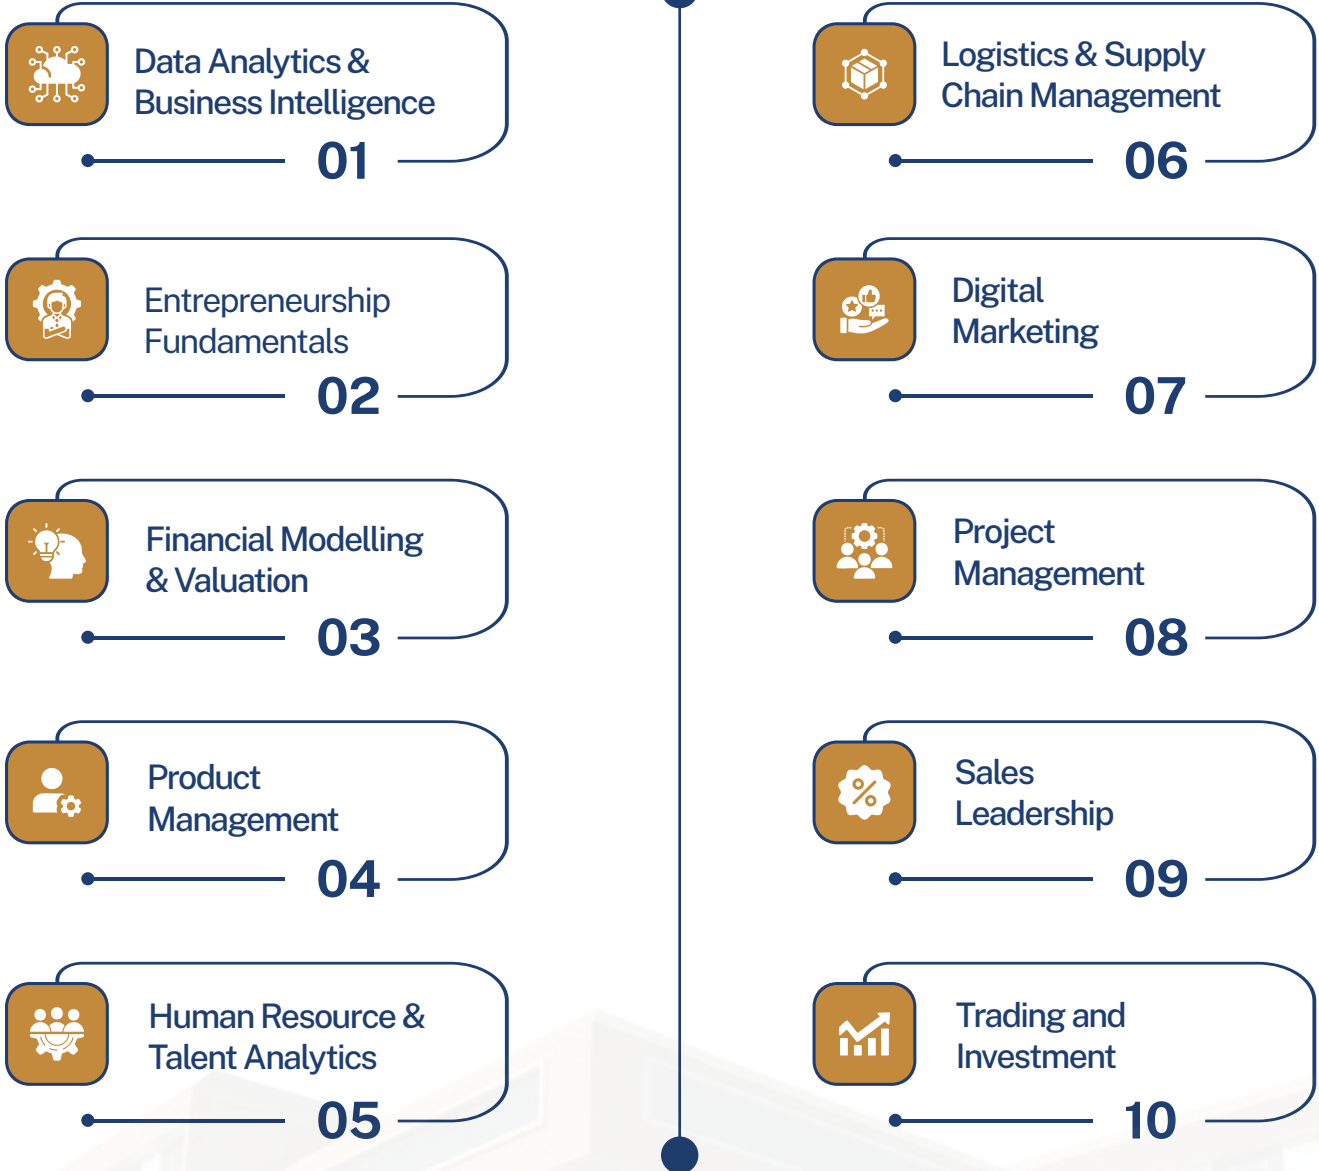 Data Analytics &
Business Intelligence
01
Entrepreneurship
Fundamentals
02
Financial Modelling
& Valuation
03
Product
Management
04
Human Resource &
Talent Analytics
05
Logistics & Supply
Chain Management
06
Digital
Marketing
07
Project
Management
08
Sales
Leadership
09
Trading and
Investment
10